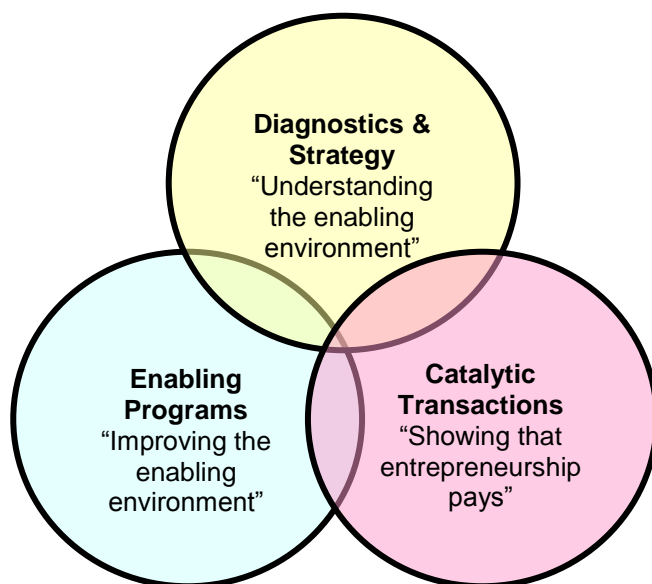 Diagnostics &
Strategy
“Understanding
the enabling
environment”
Enabling
Programs
“Improving the
enabling
environment”
Catalytic
Transactions
“Showing that
entrepreneurship
pays”